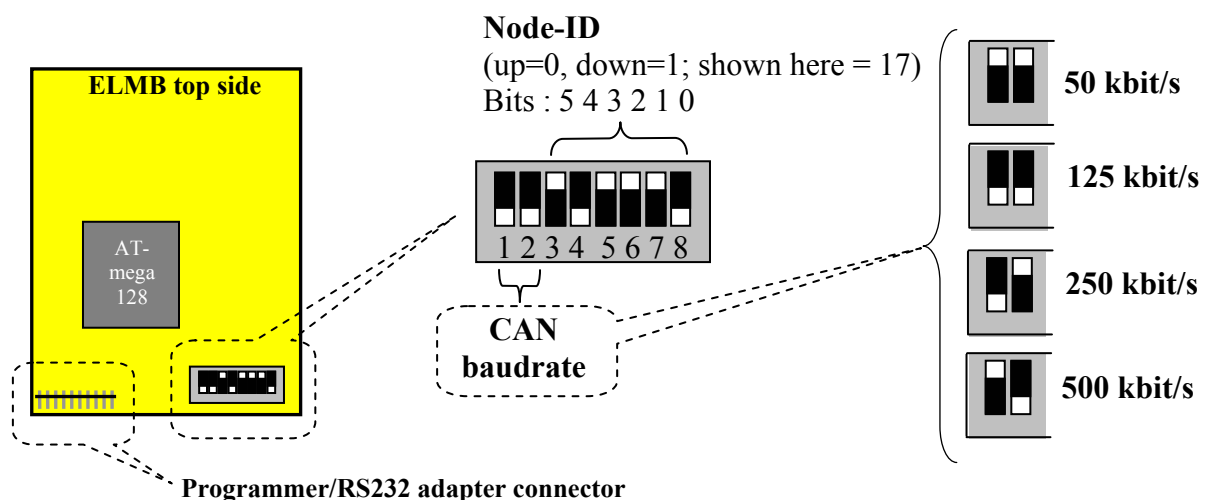 Node-ID
(up=0, down=1; shown here = 17)
Bits : 5 4 3 2 1 0
ELMB top side
AT-
mega
128
1 2 3 4 5 6 7 8
CAN
baudrate
50 kbit/s
125 kbit/s
250 kbit/s
500 kbit/s
Programmer/RS232 adapter connector